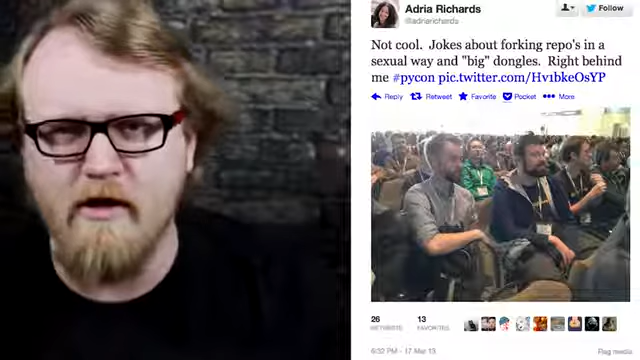 Adria Richards
@adriarichards
Follow
Not cool. Jokes about forking repo's in a
sexual way and "big" dongles. Right behind
me #pycon pic.twitter.com/Hv1bkeOsYP
Reply Retweet Favorite Pocket More
26 13
RETWEETS FAVORITES
6:32 PM - 17 Mar 13 Flag media